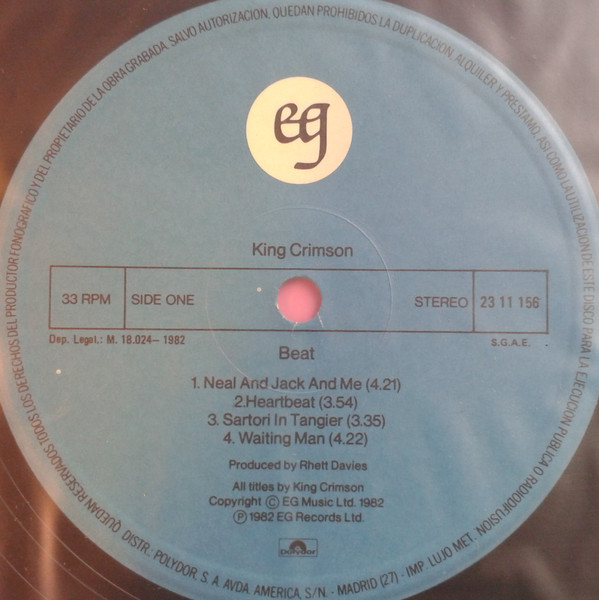 QUEDAN RESERVADOS TODOS LOS DERECHOS DEL PRODUCTOR FONOGRAFICO Y DEL PROPIETARIO DE LA OBRA GRABADA. SALVO AUTORIZACION, QUEDAN PROHIBIDOS LA DUPLICACION, ALQUILER Y PRESTAMO, ASI COMO LA UTILIZACION DE ESTE DISCO PARA LA EJECUCION PUBLICA O RADIODIFUSION.
eg
King Crimson
33 RPM SIDE ONE STEREO 23 11 156
Dep. Legal.: M. 18.024— 1982 S.G.A.E.
Beat
1. Neal And Jack And Me (4.21)
2.Heartbeat (3.54)
3. Sartori In Tangier (3.35)
4. Waiting Man (4.22)
Produced by Rhett Davies
All titles by King Crimson
Copyright Ⓒ EG Music Ltd. 1982
Ⓟ 1982 EG Records Ltd.
Polydor
DISTR. POLYDOR. S. A. AVDA. AMERICA, S/N. - MADRID (27) - IMP. LUJO MET.